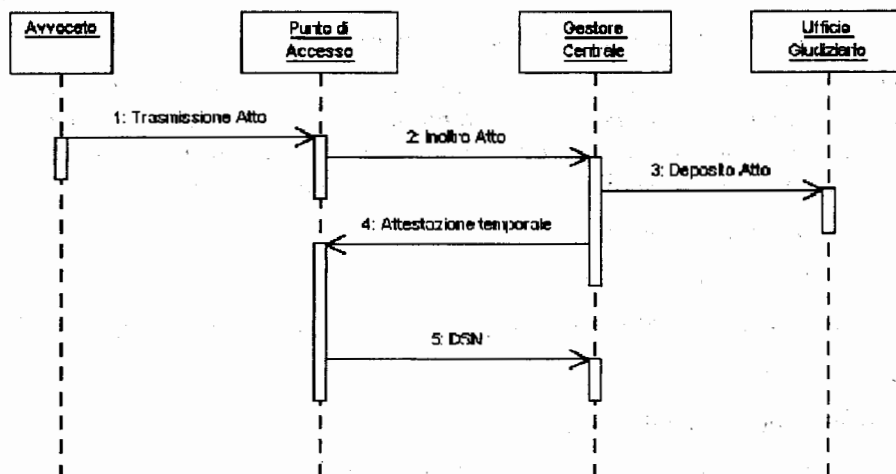 Avvocato
Punto di
Accesso
Gestore
Centrale
Ufficio
Giudiziario
1: Trasmissione Atto
2: Inoltro Atto
3: Deposito Atto
4: Attestazione temporale
5: DSN